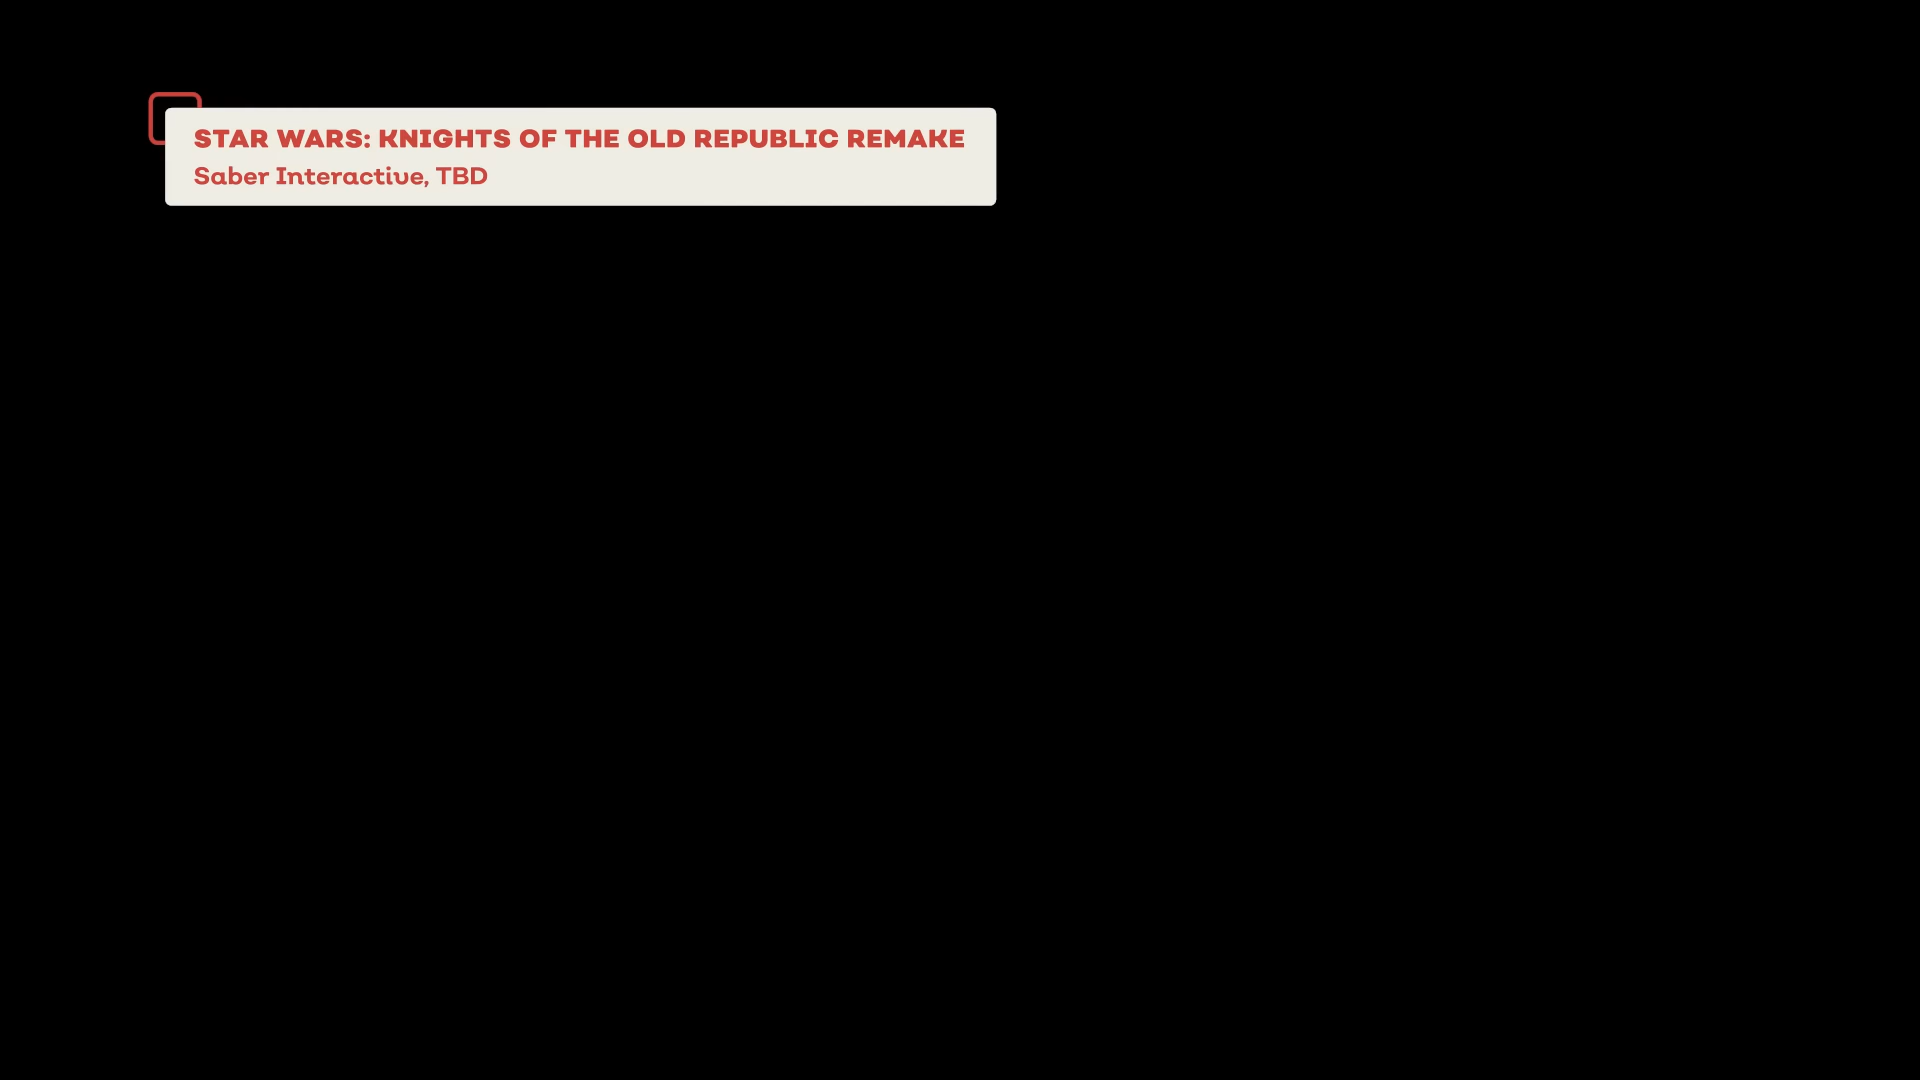 STAR WARS: KNIGHTS OF THE OLD REPUBLIC REMAKE
Saber Interactive, TBD